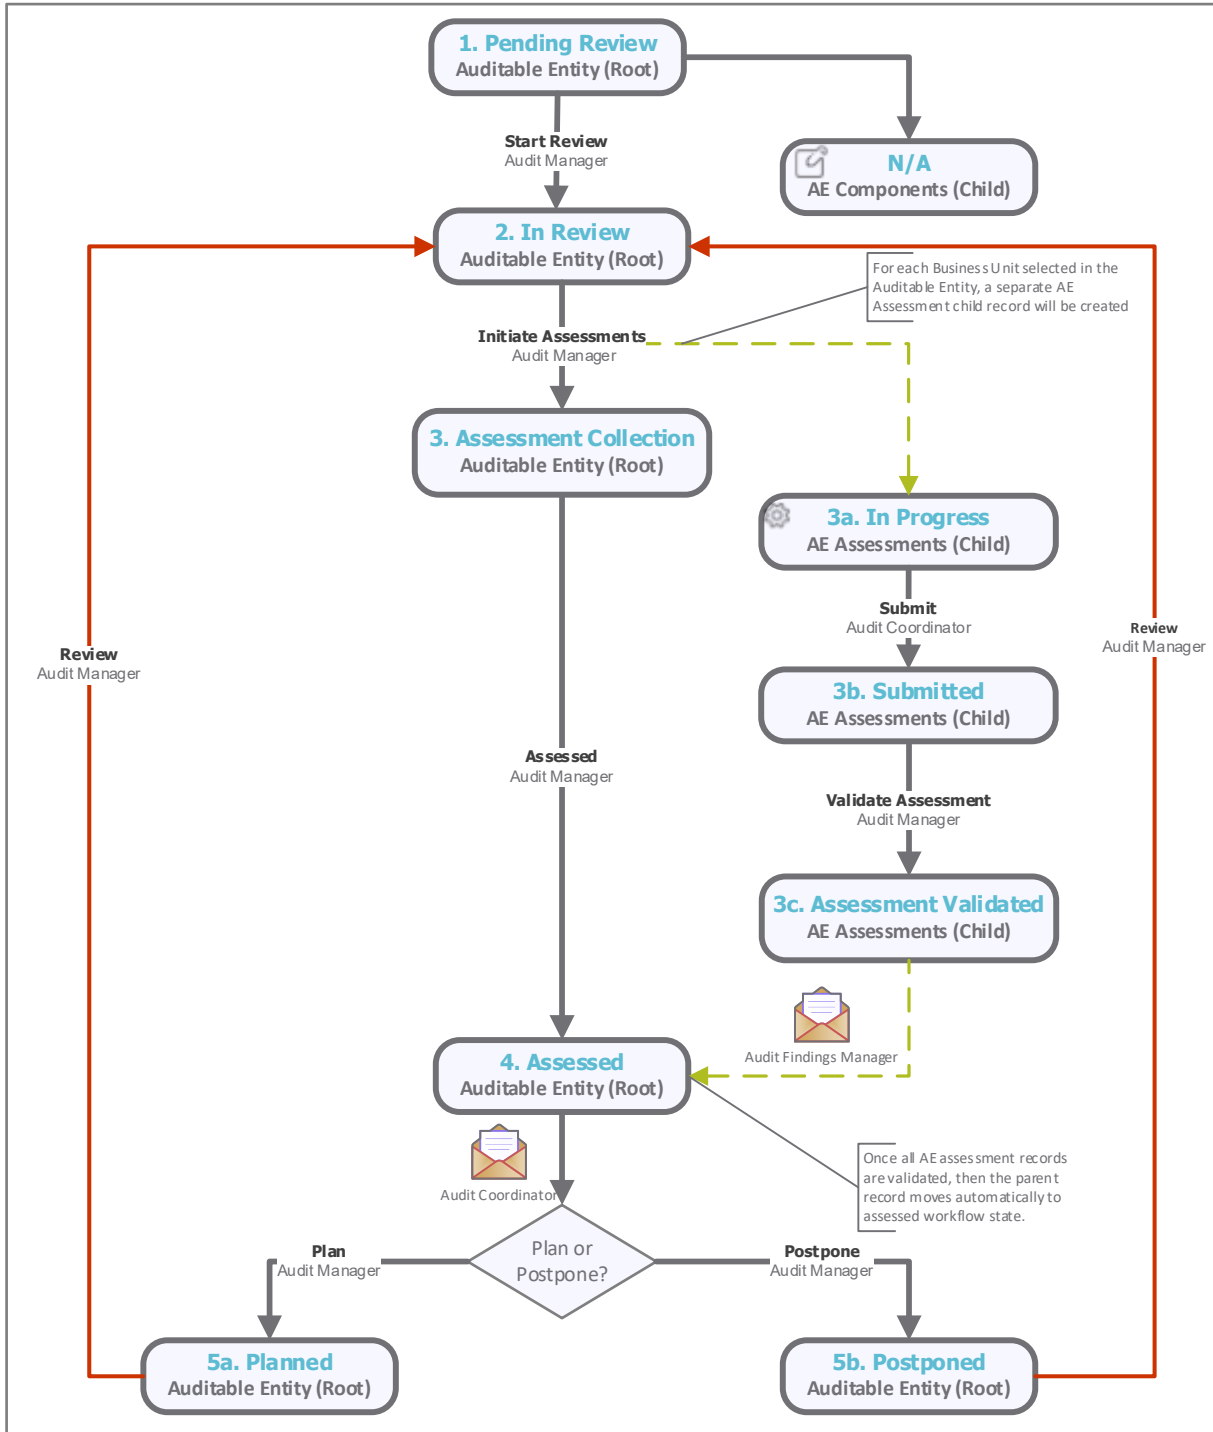 1. Pending Review
Auditable Entity (Root)
Start Review
Audit Manager
N/A
AE Components (Child)
2. In Review
Auditable Entity (Root)
For each Business Unit selected in the
Auditable Entity, a separate AE
Assessment child record will be created
Initiate Assessments
Audit Manager
3. Assessment Collection
Auditable Entity (Root)
3a. In Progress
AE Assessments (Child)
Submit
Audit Coordinator
Review
Audit Manager
Review
Audit Manager
3b. Submitted
AE Assessments (Child)
Assessed
Audit Manager
Validate Assessment
Audit Manager
3c. Assessment Validated
AE Assessments (Child)
Audit Findings Manager
4. Assessed
Auditable Entity (Root)
Audit Coordinator
Once all AE assessment records
are validated, then the parent
record moves automatically to
assessed workflow state.
Plan or
Postpone?
Plan
Audit Manager
Postpone
Audit Manager
5a. Planned
Auditable Entity (Root)
5b. Postponed
Auditable Entity (Root)